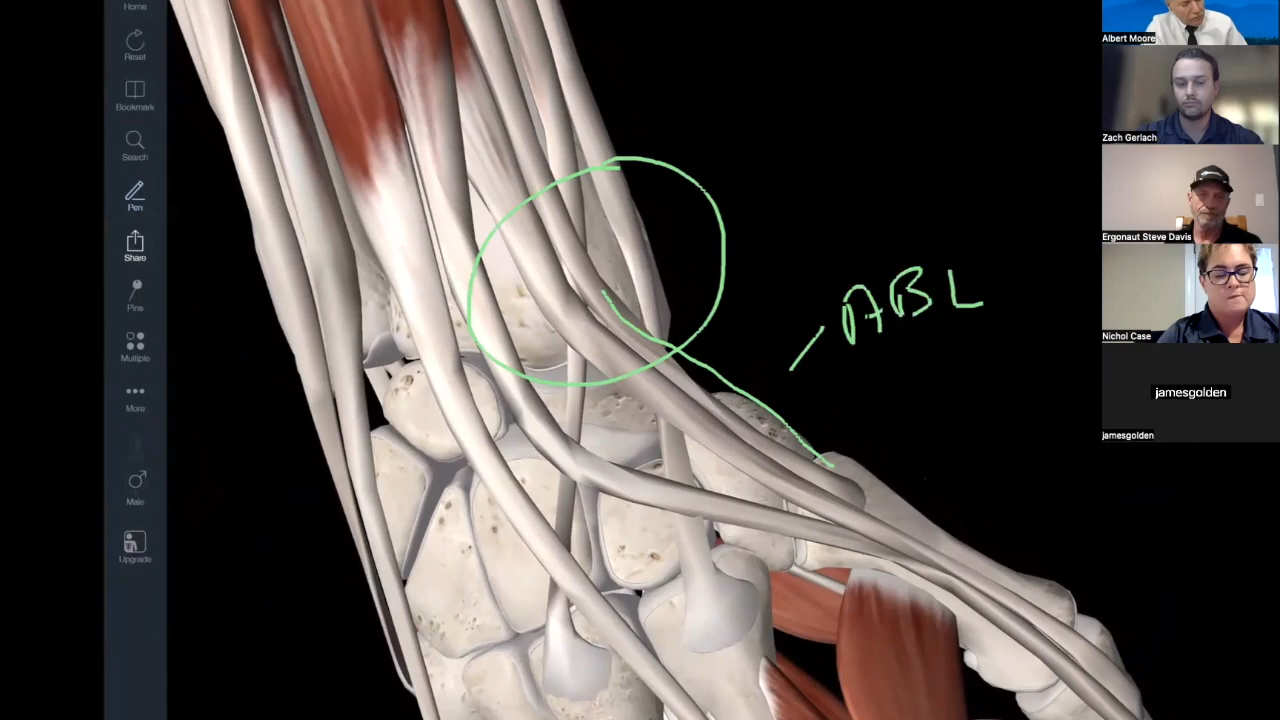 Home
Reset
Bookmark
Search
Pen
Share
Pins
Multiple
More
Male
Upgrade
ABL
Albert Moore
Zach Gerlach
Ergonaut Steve Davis
Nichol Case
jamesgolden
jamesgolden